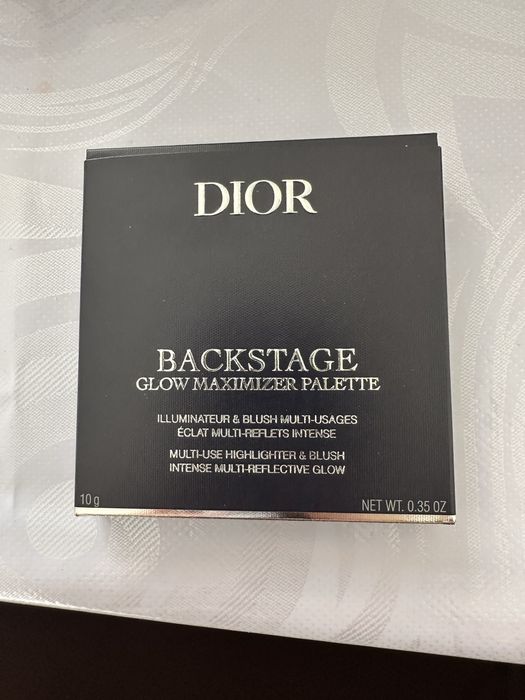 DIOR
BACKSTAGE
GLOW MAXIMIZER PALETTE
ILLUMINATEUR & BLUSH MULTI-USAGES
ÉCLAT MULTI-REFLETS INTENSE
MULTI-USE HIGHLIGHTER & BLUSH
INTENSE MULTI-REFLECTIVE GLOW
10 g
NET WT. 0.35 OZ